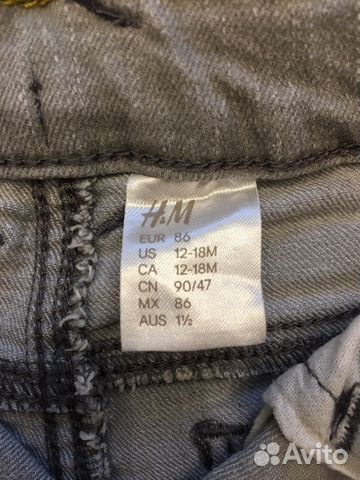 H&M
EUR 86
US 12-18M
CA 12-18M
CN 90/47
MX 86
AUS 1½
Avito